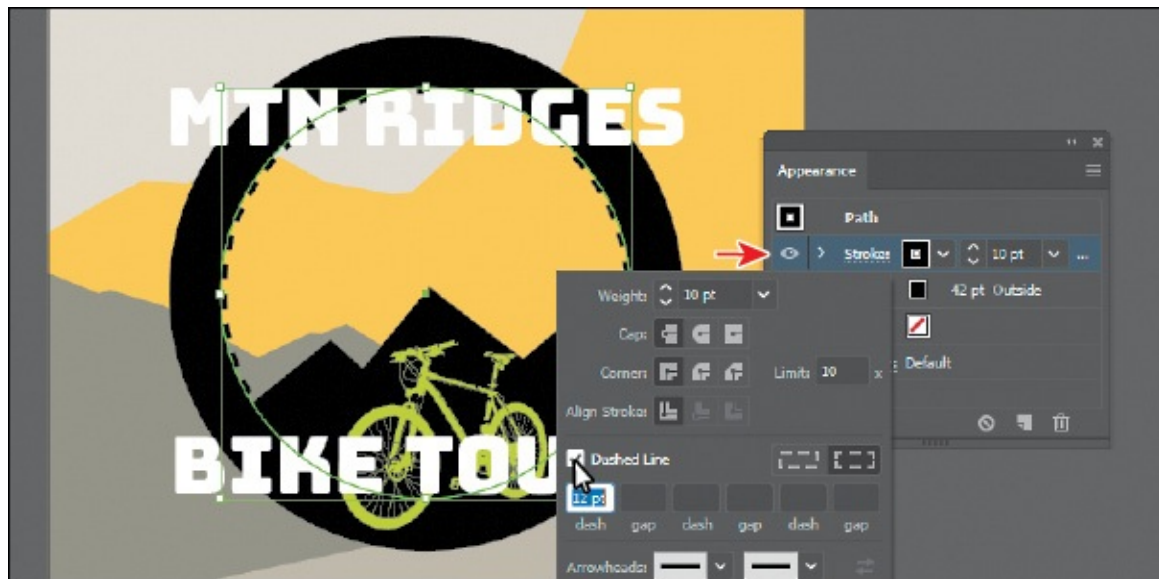 MTN RIDGES
BIKE TOU
Appearance
Path
Stroke: 10 pt ...
42 pt Outside
Default
Weight: 10 pt
Cap:
Corner: Limit: 10 x
Align Stroke:
Dashed Line
12 pt
dash gap dash gap dash gap
Arrowheads: